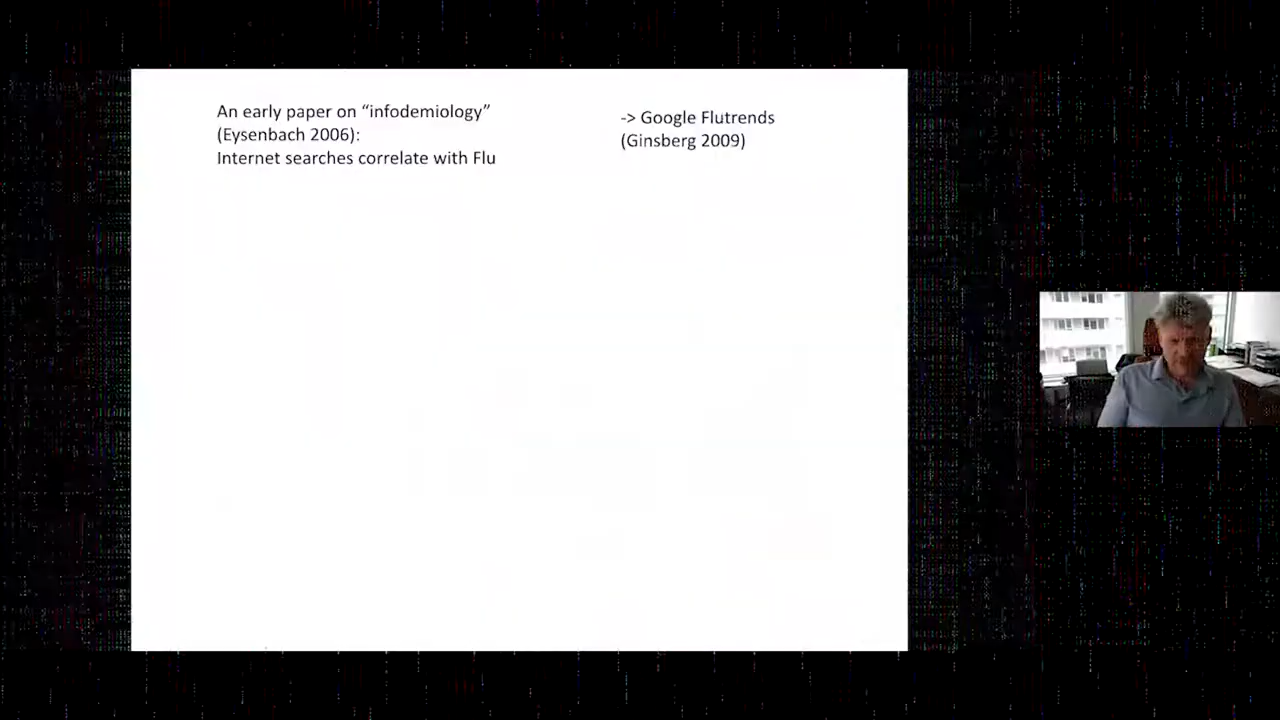 An early paper on “infodemiology”
(Eysenbach 2006):
Internet searches correlate with Flu
-> Google Flutrends
(Ginsberg 2009)